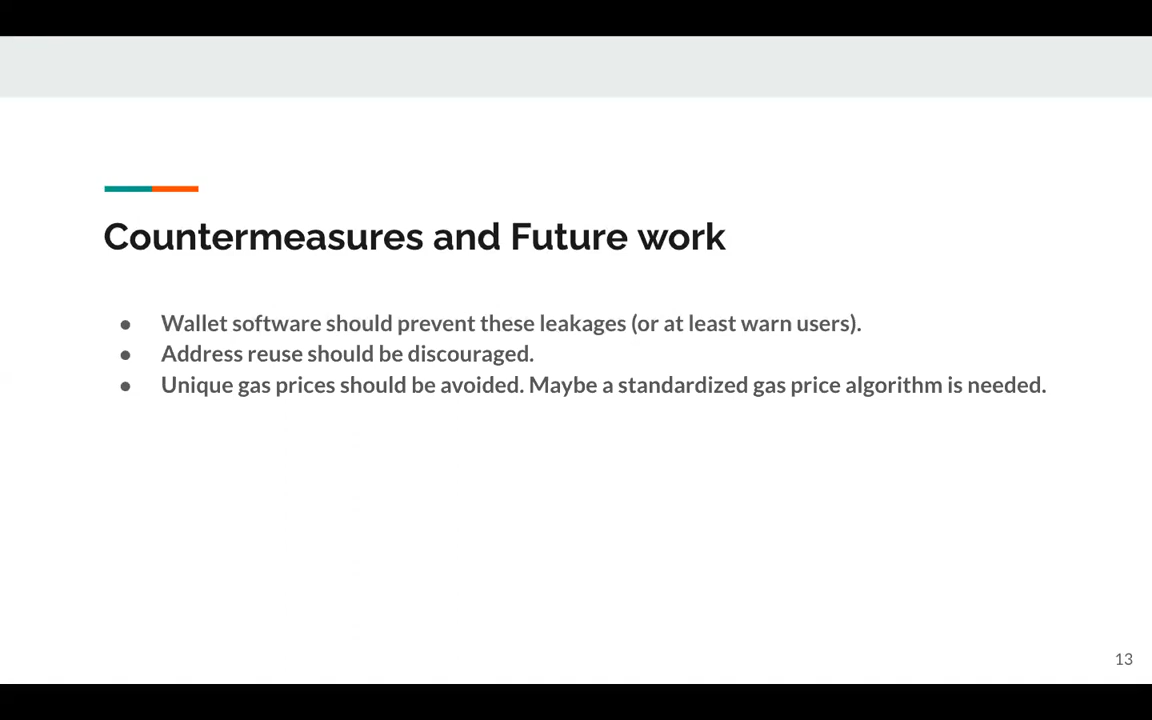 Countermeasures and Future work
● Wallet software should prevent these leakages (or at least warn users).
● Address reuse should be discouraged.
● Unique gas prices should be avoided. Maybe a standardized gas price algorithm is needed.
13